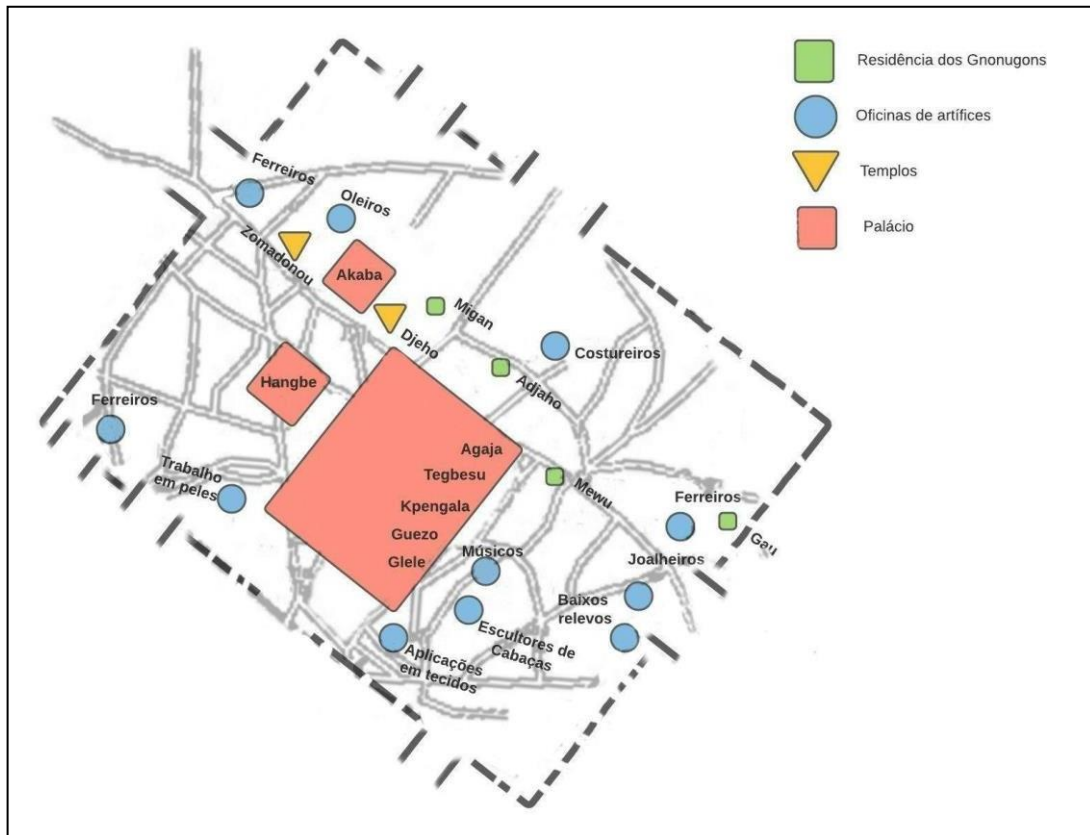 Residência dos Gnonugons
Oficinas de artífices
Templos
Palácio
Ferreiros
Oleiros
Zomadonou
Akaba
Migan
Djeho
Costureiros
Adjaho
Hangbe
Ferreiros
Agaja
Tegbesu
Kpengala
Guezo
Glele
Trabalho
em peles
Mewu
Ferreiros
Gau
Músicos
Joalheiros
Baixos
relevos
Escultores de
Cabaças
Aplicações
em tecidos